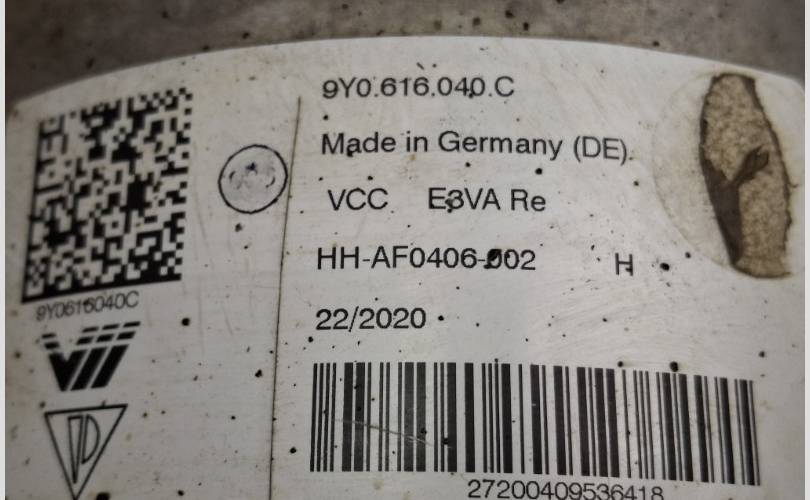 9Y0.616.040.C
Made in Germany (DE)
VCC E3VA Re
HH-AF0406-002 H
22/2020
9Y0616040C
27200409536418